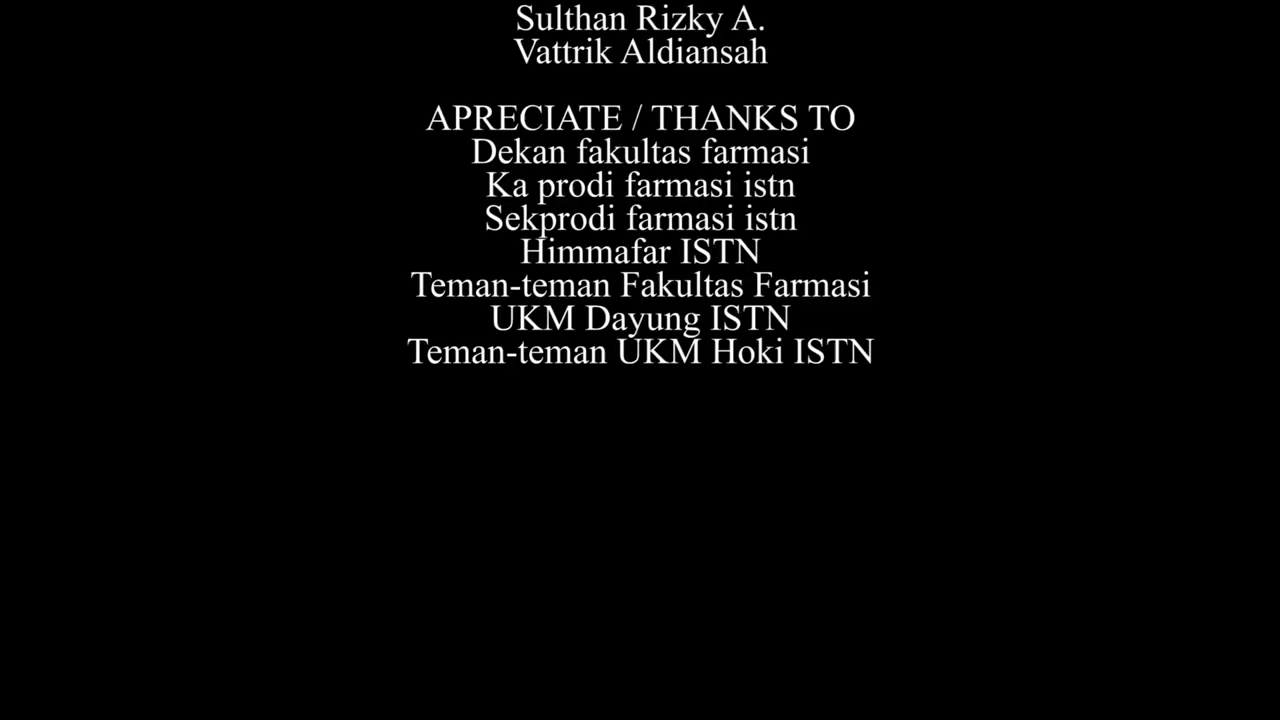 Sulthan Rizky A.
Vattrik Aldiansah
APRECIATE / THANKS TO
Dekan fakultas farmasi
Ka prodi farmasi istn
Sekprodi farmasi istn
Himmafar ISTN
Teman-teman Fakultas Farmasi
UKM Dayung ISTN
Teman-teman UKM Hoki ISTN